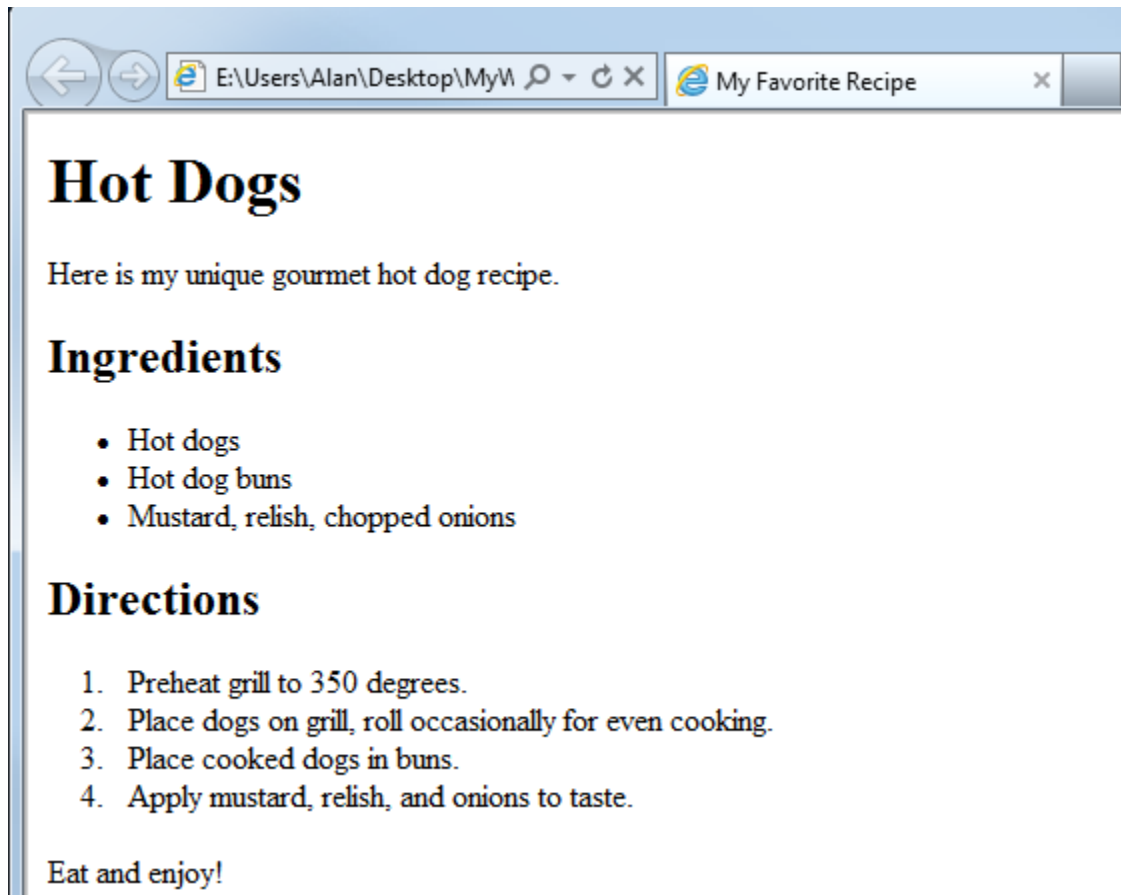 E:\Users\Alan\Desktop\MyW
My Favorite Recipe
Hot Dogs
Here is my unique gourmet hot dog recipe.
Ingredients
• Hot dogs
• Hot dog buns
• Mustard, relish, chopped onions
Directions
1. Preheat grill to 350 degrees.
2. Place dogs on grill, roll occasionally for even cooking.
3. Place cooked dogs in buns.
4. Apply mustard, relish, and onions to taste.
Eat and enjoy!